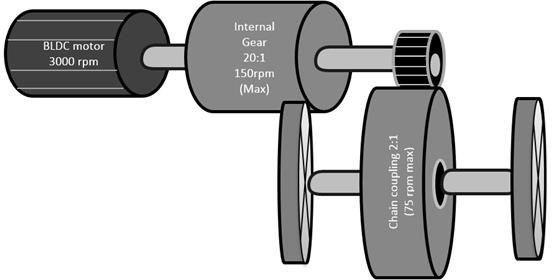 BLDC motor
3000 rpm
Internal
Gear
20:1
150rpm
(Max)
Chain coupling 2:1
(75 rpm max)